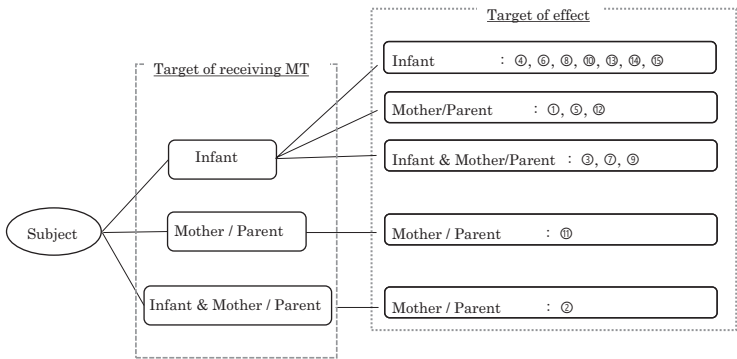 Target of effect
Target of receiving MT
Infant : ④, ⑥, ⑧, ⑩, ⑬, ⑭, ⑮
Mother/Parent : ①, ⑤, ⑫
Infant
Infant & Mother/Parent : ③, ⑦, ⑨
Subject
Mother / Parent
Mother / Parent : ⑪
Infant & Mother / Parent
Mother / Parent : ②